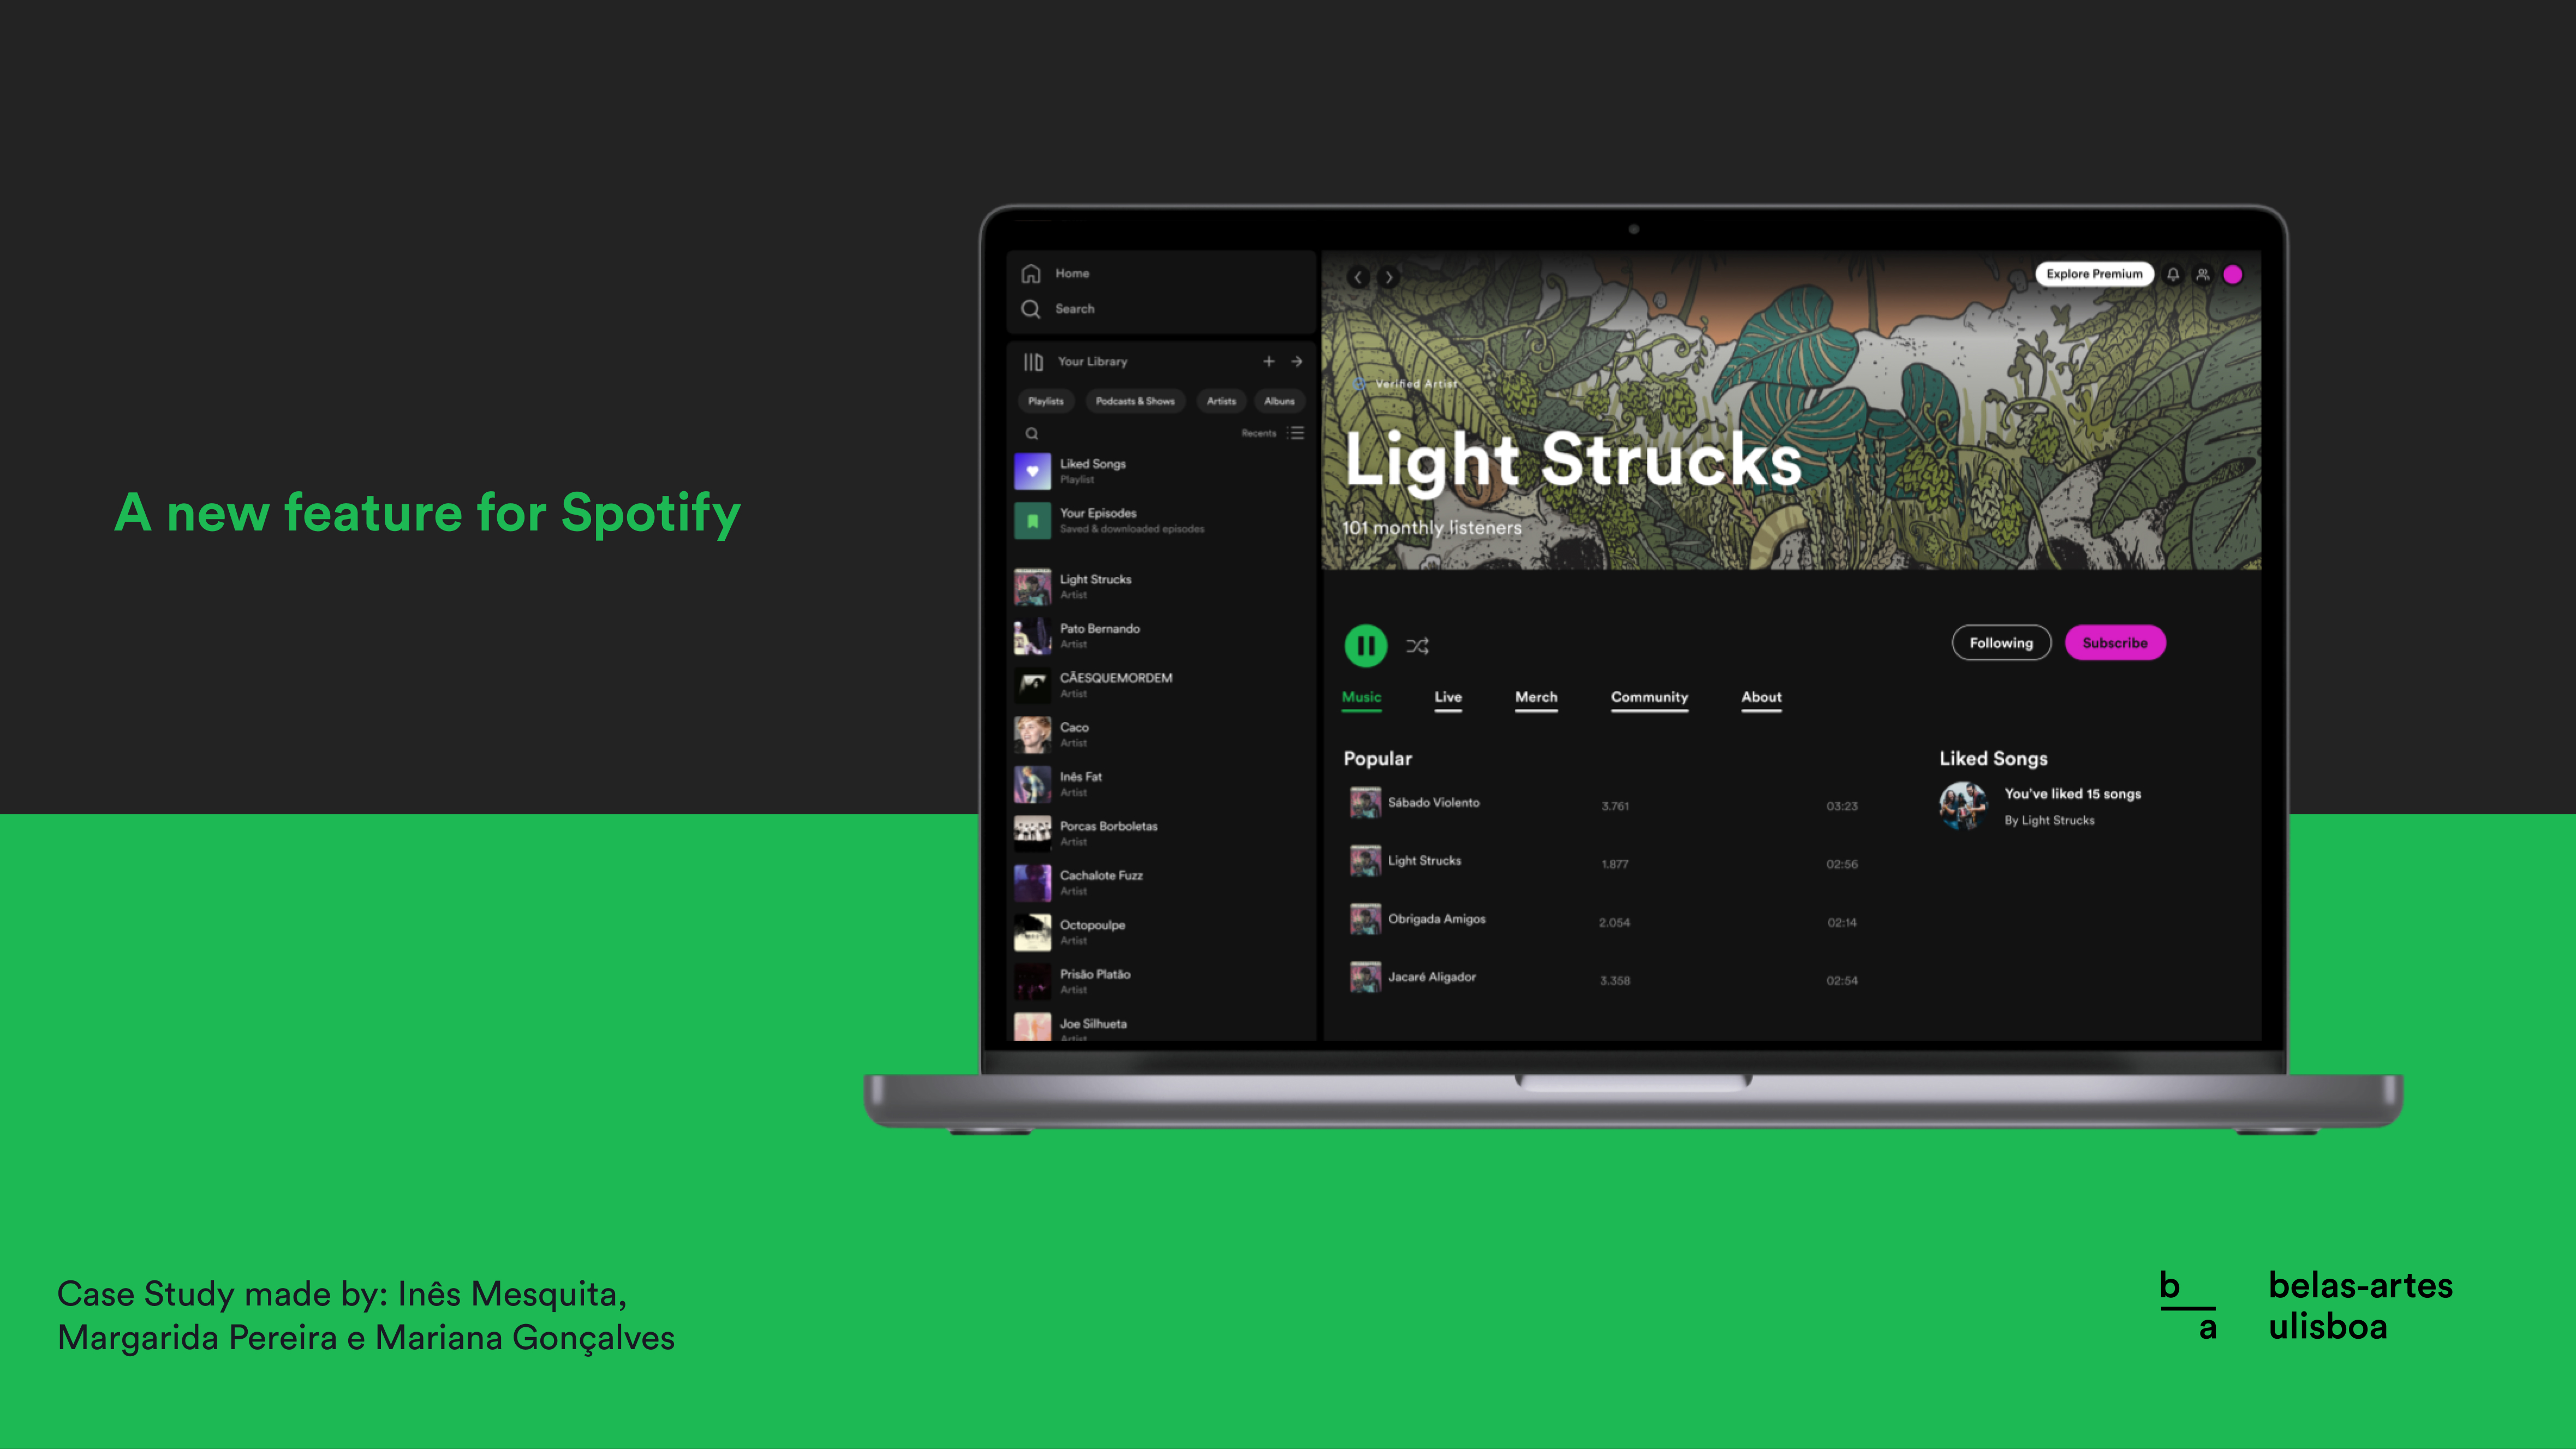 A new feature for Spotify
Home
Search
Your Library
Playlists
Podcasts & Shows
Artists
Albuns
Recents
Liked Songs
Playlist
Your Episodes
Saved & downloaded episodes
Light Strucks
Artist
Pato Bernando
Artist
CÃESQUEMORDEM
Artist
Caco
Artist
Inês Fat
Artist
Porcas Borboletas
Artist
Cachalote Fuzz
Artist
Octopoulpe
Artist
Prisão Platão
Artist
Joe Silhueta
Artist
Explore Premium
Verified Artist
Light Strucks
101 monthly listeners
Following
Subscribe
Music
Live
Merch
Community
About
Popular
Sábado Violento 3.761 03:23
Light Strucks 1.877 02:56
Obrigada Amigos 2.054 02:14
Jacaré Aligador 3.358 02:54
Liked Songs
You've liked 15 songs
By Light Strucks
Case Study made by: Inês Mesquita,
Margarida Pereira e Mariana Gonçalves
b
a
belas-artes
ulisboa